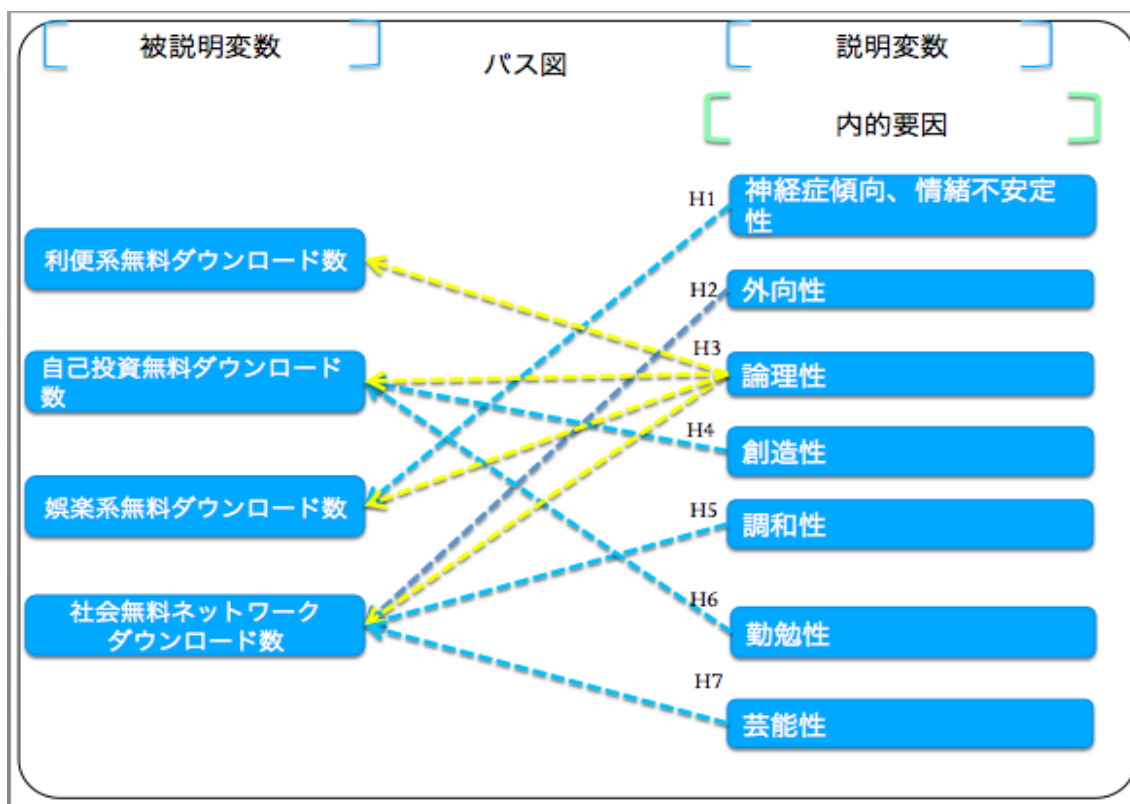 被説明変数
パス図
説明変数
内的要因
H1
神経症傾向、情緒不安定
性
利便系無料ダウンロード数
H2
外向性
自己投資無料ダウンロード
数
H3
論理性
H4
創造性
娯楽系無料ダウンロード数
H5
調和性
社会無料ネットワーク
ダウンロード数
H6
勤勉性
H7
芸能性